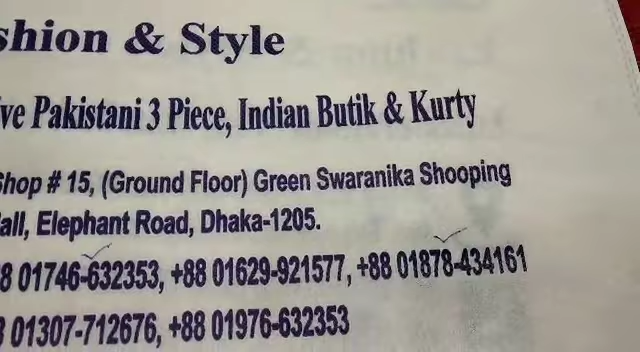 shion & Style
ve Pakistani 3 Piece, Indian Butik & Kurty
Shop # 15, (Ground Floor) Green Swaranika Shooping
all, Elephant Road, Dhaka-1205.
8 01746-632353, +88 01629-921577, +88 01878-434161
01307-712676, +88 01976-632353